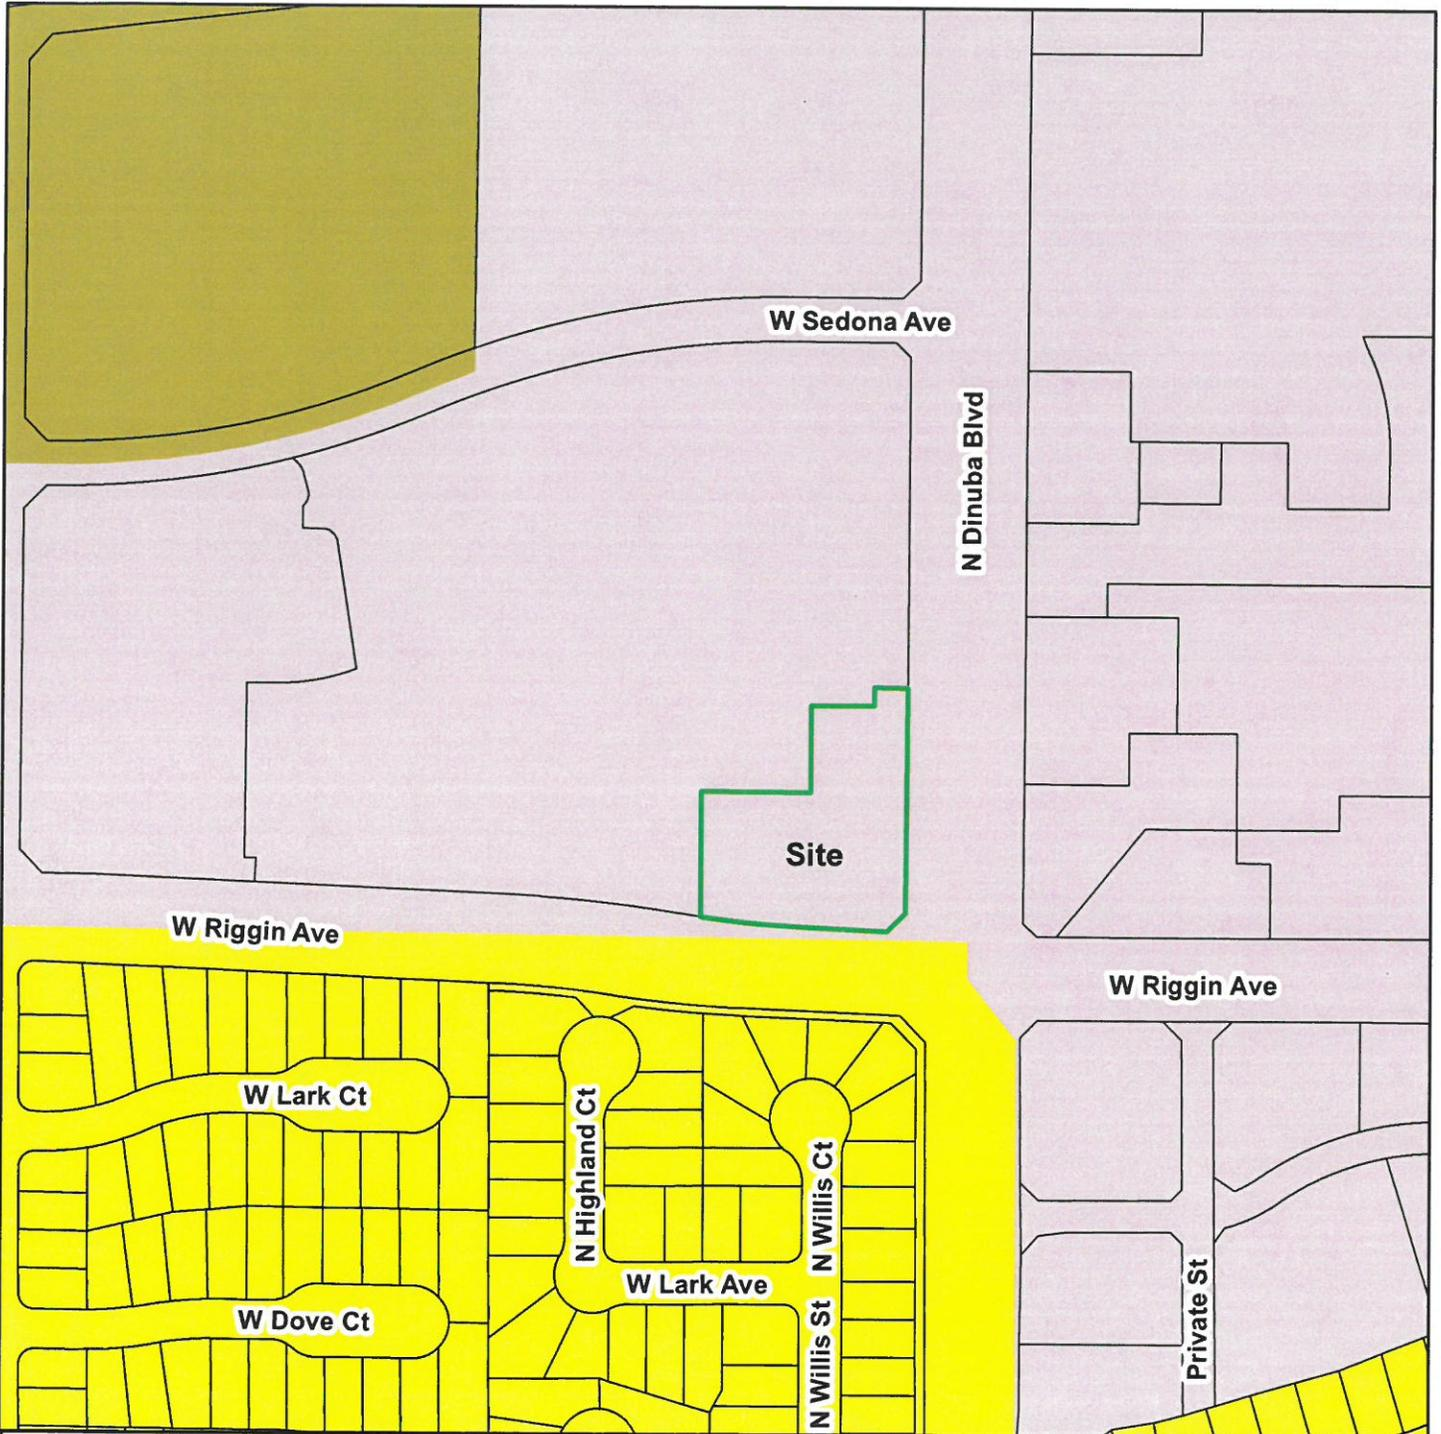 W Sedona Ave
N Dinuba Blvd
Site
W Riggin Ave
W Riggin Ave
W Lark Ct
N Highland Ct
N Willis Ct
W Lark Ave
W Dove Ct
N Willis St
Private St